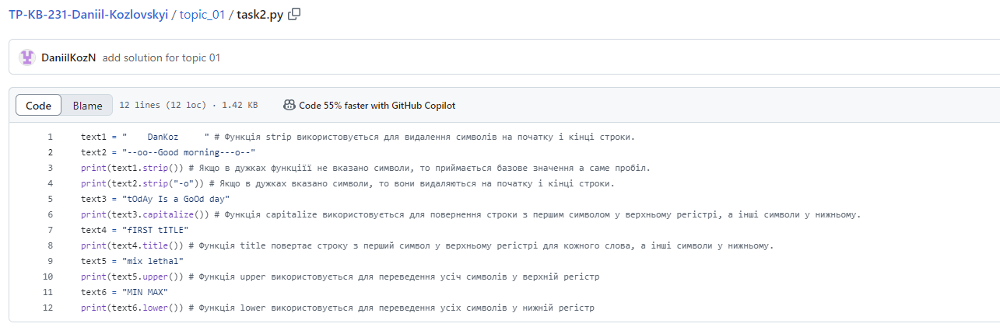 TP-KB-231-Daniil-Kozlovskyi / topic_01 / task2.py
DaniilKozN add solution for topic 01
Code Blame 12 lines (12 loc) · 1.42 KB Code 55% faster with GitHub Copilot
1 text1 = "    DanKoz     " # Функція strip використовується для видалення символів на початку і кінці строки.
2 text2 = "--oo--Good morning---o--"
3 print(text1.strip()) # Якщо в дужках функціїї не вказано символи, то приймається базове значення а саме пробіл.
4 print(text2.strip("-o")) # Якщо в дужках вказано символи, то вони видаляються на початку і кінці строки.
5 text3 = "tOdAy Is a GoOd day"
6 print(text3.capitalize()) # Функція capitalize використовується для повернення строки з першим символом у верхньому регістрі, а інші символи у нижньому.
7 text4 = "fIRST tITLE"
8 print(text4.title()) # Функція title повертає строку з перший символ у верхньому регістрі для кожного слова, а інші символи у нижньому.
9 text5 = "mix lethal"
10 print(text5.upper()) # Функція upper використовується для переведення усіч символів у верхній регістр
11 text6 = "MIN MAX"
12 print(text6.lower()) # Функція lower використовується для переведення усіх символів у нижній регістр